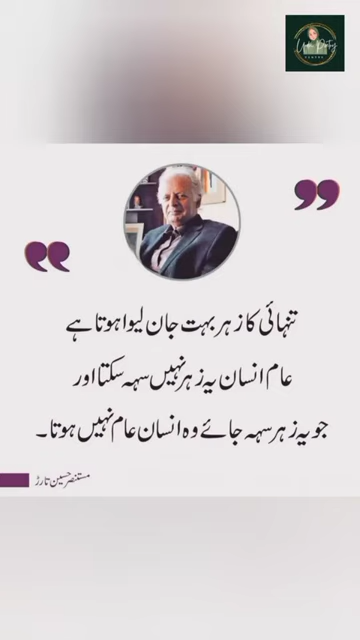 تنہائی کا زہر بہت جان لیوا ہوتا ہے
عام انسان یہ زہر نہیں سہہ سکتا اور
جو یہ زہر سہہ جائے وہ انسان عام نہیں ہوتا۔
مستنصر حسین تارڑ